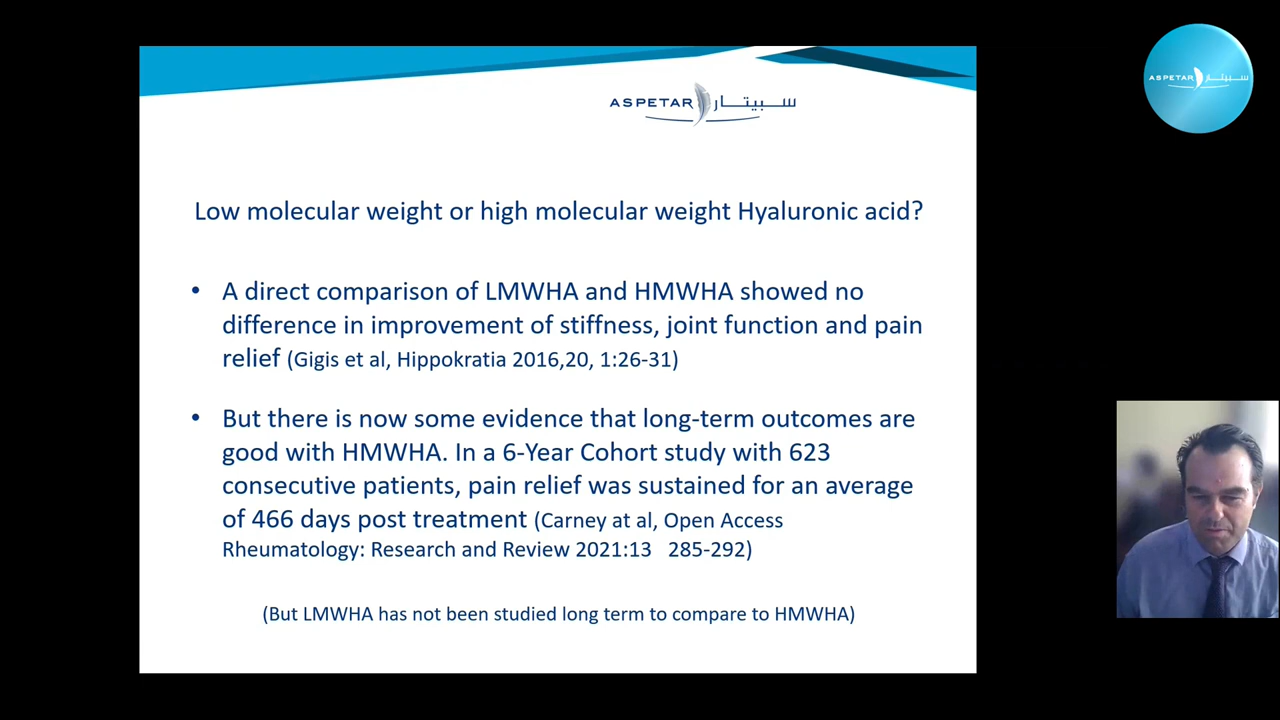 ASPETAR سبيتار
ASPETAR سبيتار
Low molecular weight or high molecular weight Hyaluronic acid?
• A direct comparison of LMWHA and HMWHA showed no
difference in improvement of stiffness, joint function and pain
relief (Gigis et al, Hippokratia 2016,20, 1:26-31)
• But there is now some evidence that long-term outcomes are
good with HMWHA. In a 6-Year Cohort study with 623
consecutive patients, pain relief was sustained for an average
of 466 days post treatment (Carney at al, Open Access
Rheumatology: Research and Review 2021:13 285-292)
(But LMWHA has not been studied long term to compare to HMWHA)